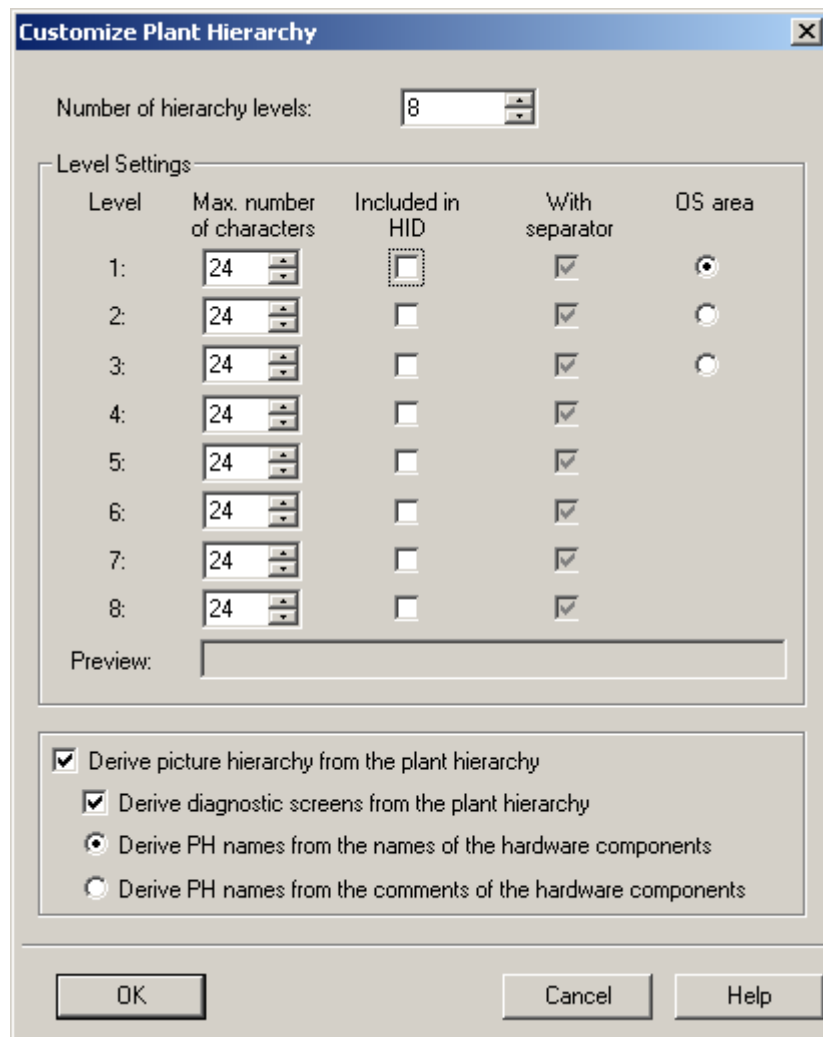 Customize Plant Hierarchy
Number of hierarchy levels: 8
Level Settings
Level Max. number of characters Included in HID With separator OS area
1: 24
2: 24
3: 24
4: 24
5: 24
6: 24
7: 24
8: 24
Preview:
Derive picture hierarchy from the plant hierarchy
Derive diagnostic screens from the plant hierarchy
Derive PH names from the names of the hardware components
Derive PH names from the comments of the hardware components
OK Cancel Help